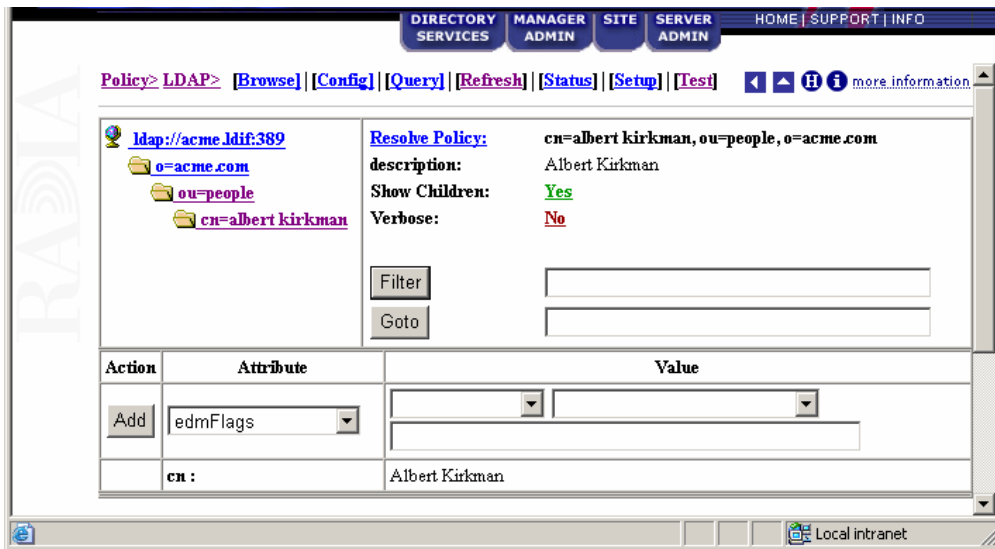 DIRECTORY SERVICES
MANAGER ADMIN
SITE
SERVER ADMIN
HOME | SUPPORT | INFO
Policy> LDAP> [Browse] | [Config] | [Query] | [Refresh] | [Status] | [Setup] | [Test]
H i more information
RADIA
ldap://acme.ldif:389
o=acme.com
ou=people
cn=albert kirkman
Resolve Policy: cn=albert kirkman, ou=people, o=acme.com
description: Albert Kirkman
Show Children: Yes
Verbose: No
Filter
Goto
Action Attribute Value
Add edmFlags
cn : Albert Kirkman
Local intranet